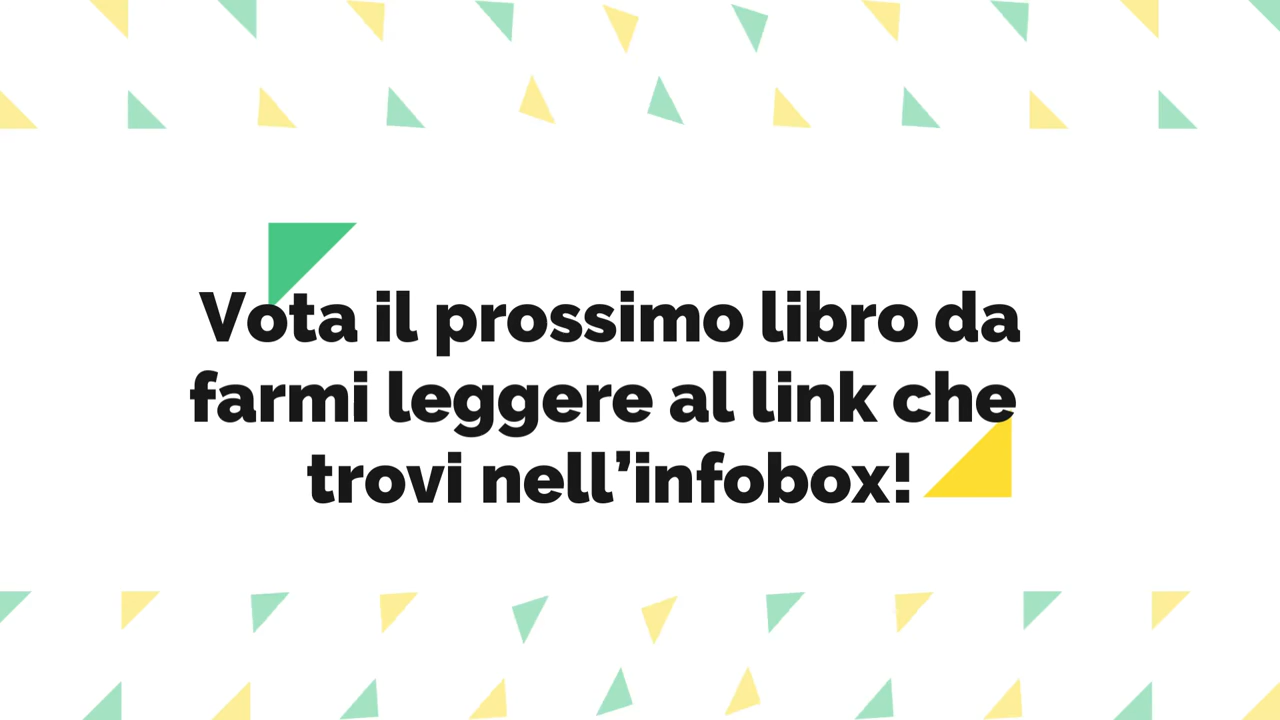 Vota il prossimo libro da
farmi leggere al link che
trovi nell’infobox!